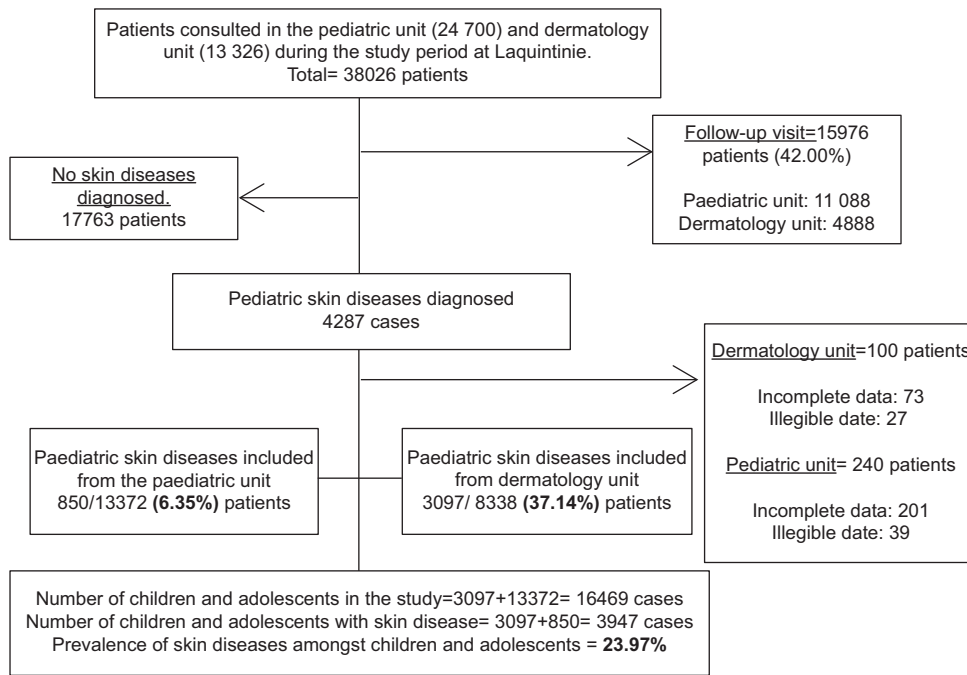 Patients consulted in the pediatric unit (24 700) and dermatology
unit (13 326) during the study period at Laquintinie.
Total= 38026 patients
Follow-up visit=15976
patients (42.00%)
Paediatric unit: 11 088
Dermatology unit: 4888
No skin diseases
diagnosed.
17763 patients
Pediatric skin diseases diagnosed
4287 cases
Dermatology unit=100 patients
Incomplete data: 73
Illegible date: 27
Pediatric unit= 240 patients
Incomplete data: 201
Illegible date: 39
Paediatric skin diseases included
from the paediatric unit
850/13372 (6.35%) patients
Paediatric skin diseases included
from dermatology unit
3097/ 8338 (37.14%) patients
Number of children and adolescents in the study=3097+13372= 16469 cases
Number of children and adolescents with skin disease= 3097+850= 3947 cases
Prevalence of skin diseases amongst children and adolescents = 23.97%